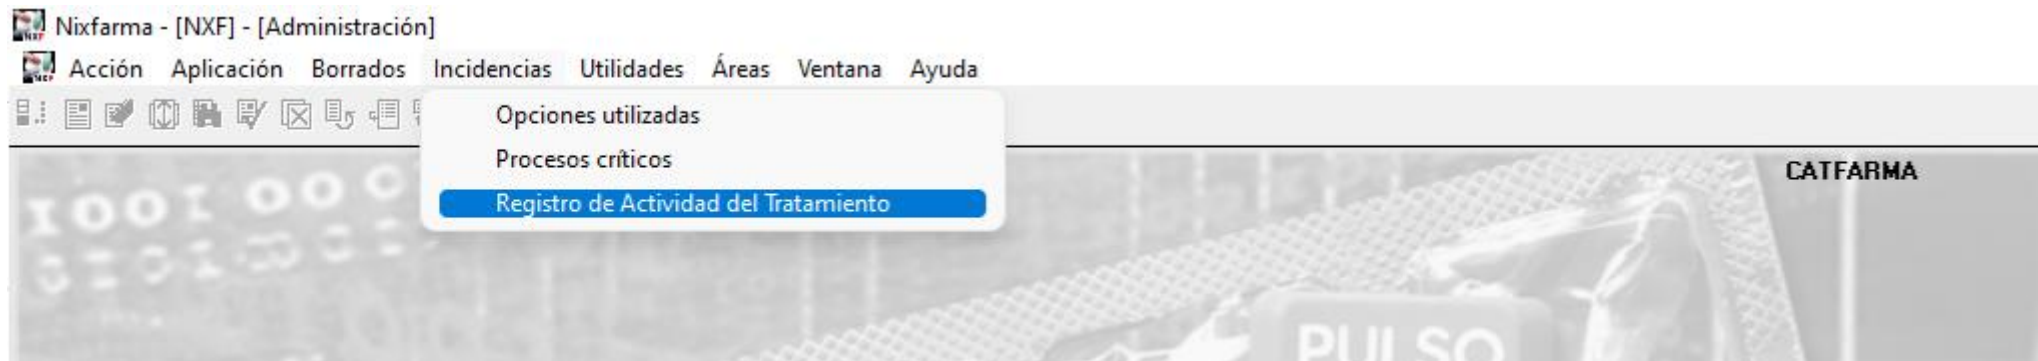 Nixfarma - [NXF] - [Administración]
Acción Aplicación Borrados Incidencias Utilidades Áreas Ventana Ayuda
Opciones utilizadas
Procesos críticos
CATFARMA
Registro de Actividad del Tratamiento
PULSO